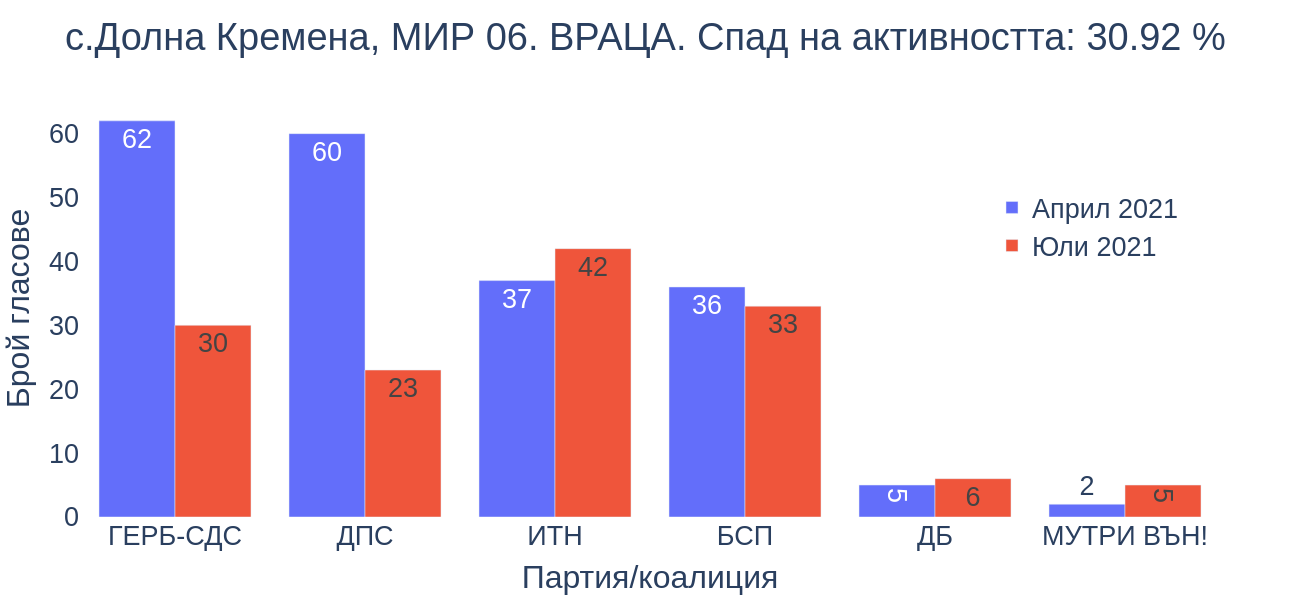 с.Долна Кремена, МИР 06. ВРАЦА. Спад на активността: 30.92 %
Брой гласове
60
50
40
30
20
10
0
62
30
60
23
37
42
36
33
5
6
2
5
Април 2021
Юли 2021
ГЕРБ-СДС
ДПС
ИТН
БСП
ДБ
МУТРИ ВЪН!
Партия/коалиция